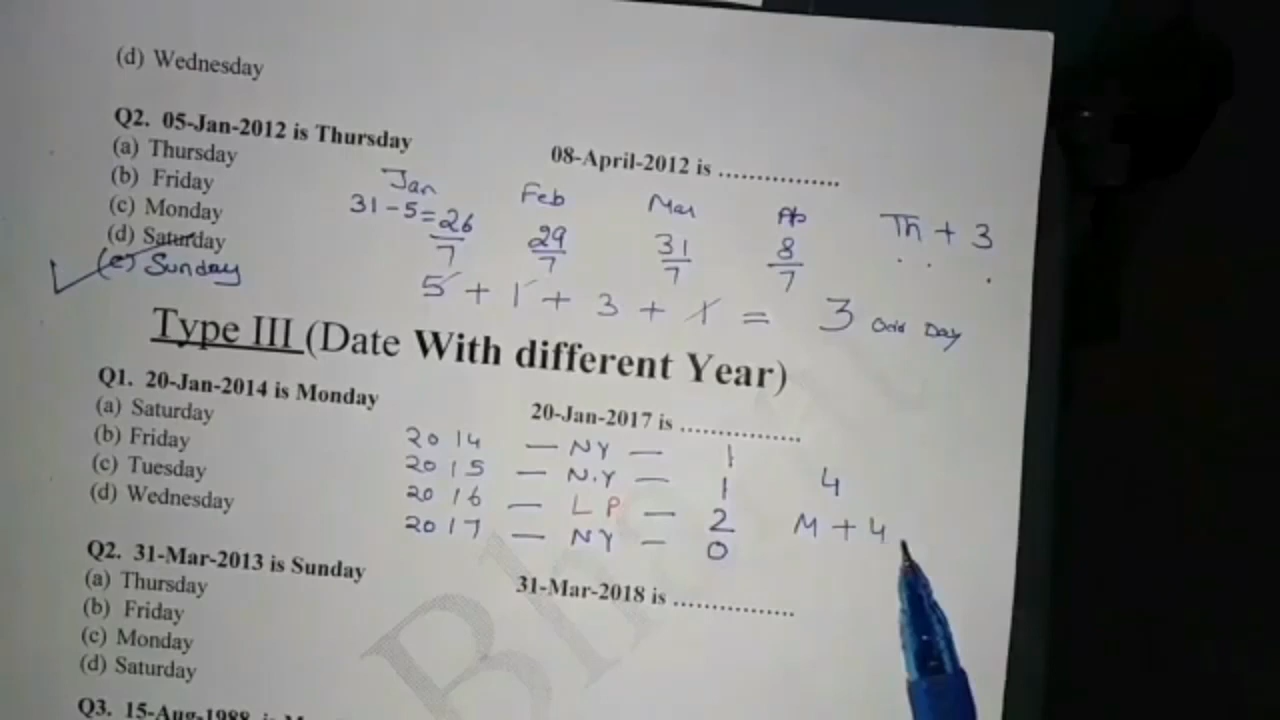 (d) Wednesday
Q2. 05-Jan-2012 is Thursday 08-April-2012 is ................
(a) Thursday
(b) Friday
(c) Monday
(d) Saturday
(e) Sunday
Jan Feb Mar Ap
31-5=26/7 29/7 31/7 8/7 Th + 3
5 + 1 + 3 + 1 = 3 Odd Day
Type III (Date With different Year)
Q1. 20-Jan-2014 is Monday 20-Jan-2017 is ................
(a) Saturday
(b) Friday
(c) Tuesday
(d) Wednesday
2014 — NY — 1
2015 — N.Y — 1 4
2016 — LP — 2 M + 4
2017 — NY — 0
Q2. 31-Mar-2013 is Sunday 31-Mar-2018 is ................
(a) Thursday
(b) Friday
(c) Monday
(d) Saturday
Q3. 15-Aug-1988